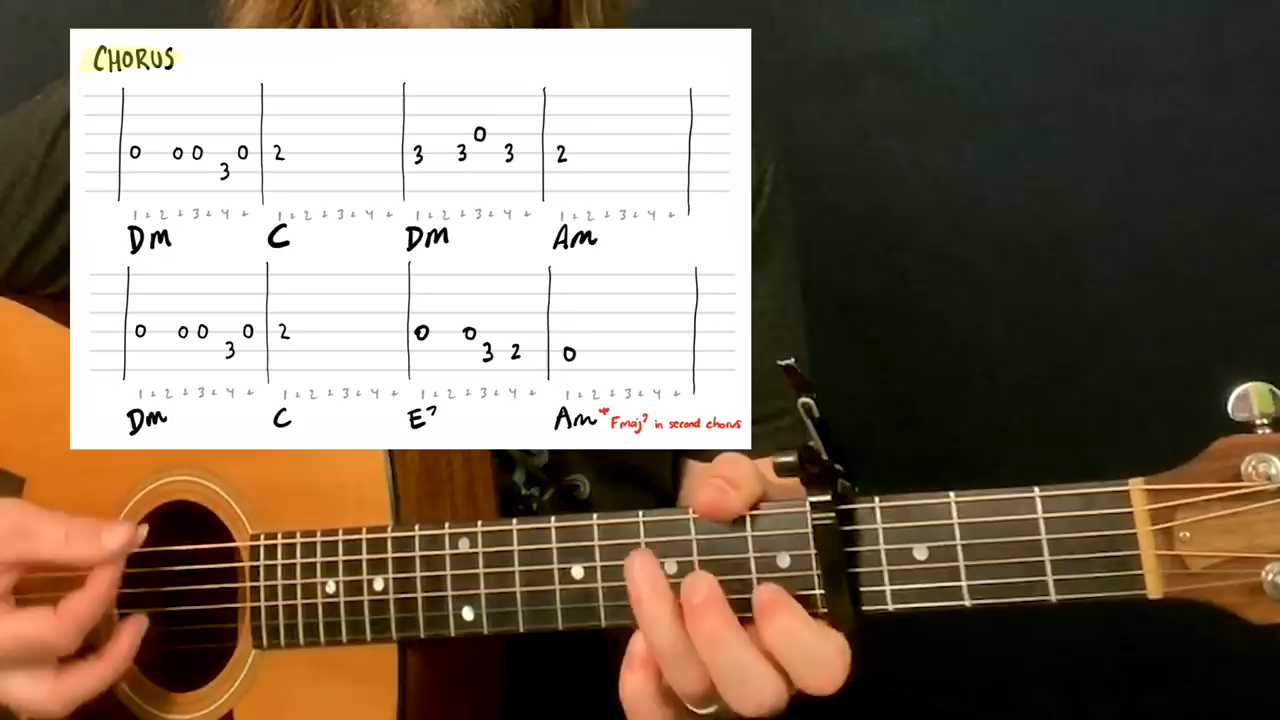 CHORUS
0
0 0 0 0 2 3 3 3 2
3
1 + 2 + 3 + 4 + 1 + 2 + 3 + 4 + 1 + 2 + 3 + 4 + 1 + 2 + 3 + 4 +
Dm C Dm Am
0 0 0 0 2 0 0
3 3 2 0
1 + 2 + 3 + 4 + 1 + 2 + 3 + 4 + 1 + 2 + 3 + 4 + 1 + 2 + 3 + 4 +
Dm C E7 Am *Fmaj7 in second chorus